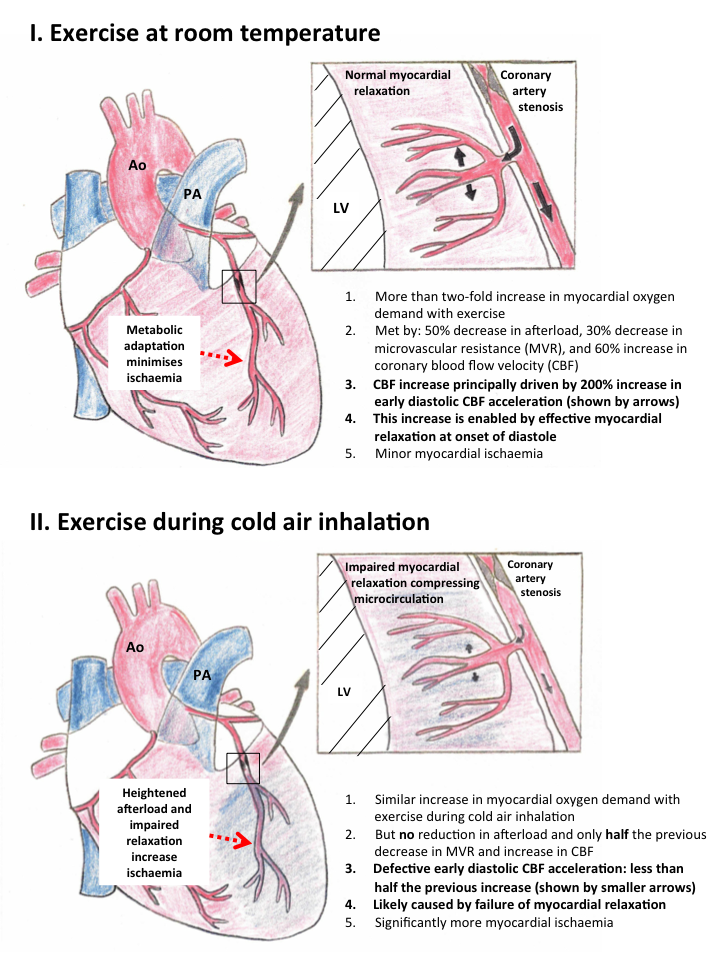 I. Exercise at room temperature
Normal myocardial
relaxation
Coronary
artery
stenosis
Ao
PA
LV
Metabolic
adaptation
minimises
ischaemia
1. More than two-fold increase in myocardial oxygen
demand with exercise
2. Met by: 50% decrease in afterload, 30% decrease in
microvascular resistance (MVR), and 60% increase in
coronary blood flow velocity (CBF)
3. CBF increase principally driven by 200% increase in
early diastolic CBF acceleration (shown by arrows)
4. This increase is enabled by effective myocardial
relaxation at onset of diastole
5. Minor myocardial ischaemia
II. Exercise during cold air inhalation
Impaired myocardial
relaxation compressing
microcirculation
Coronary
artery
stenosis
Ao
PA
LV
Heightened
afterload and
impaired
relaxation
increase
ischaemia
1. Similar increase in myocardial oxygen demand with
exercise during cold air inhalation
2. But no reduction in afterload and only half the previous
decrease in MVR and increase in CBF
3. Defective early diastolic CBF acceleration: less than
half the previous increase (shown by smaller arrows)
4. Likely caused by failure of myocardial relaxation
5. Significantly more myocardial ischaemia